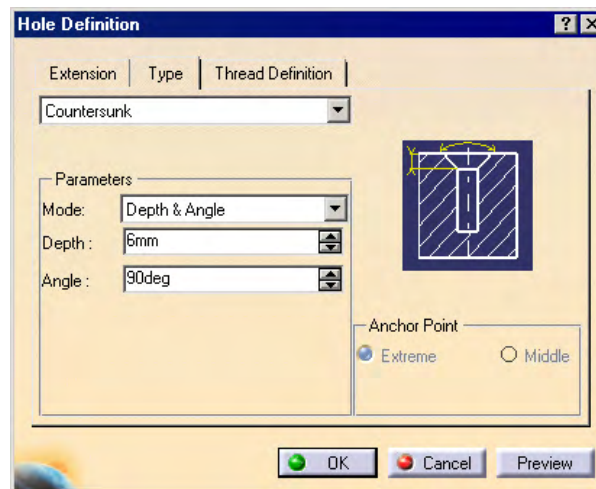 Hole Definition
?
Extension Type Thread Definition
Countersunk
Parameters
Mode: Depth & Angle
Depth : 6mm
Angle : 90deg
Anchor Point
Extreme Middle
OK Cancel Preview